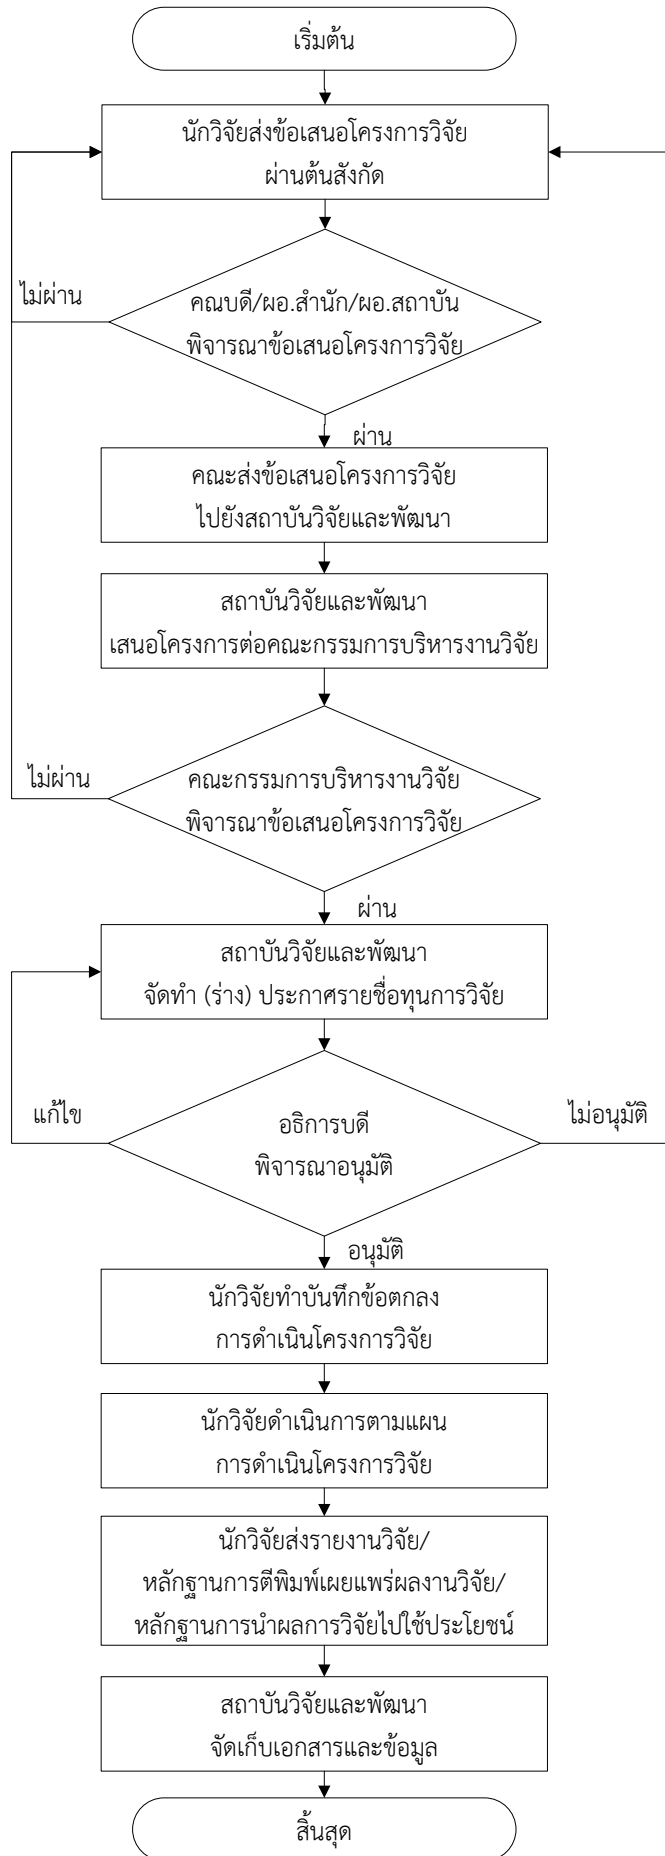 เริ่มต้น
นักวิจัยส่งข้อเสนอโครงการวิจัย
ผ่านต้นสังกัด
ไม่ผ่าน
คณบดี/ผอ.สำนัก/ผอ.สถาบัน
พิจารณาข้อเสนอโครงการวิจัย
ผ่าน
คณะส่งข้อเสนอโครงการวิจัย
ไปยังสถาบันวิจัยและพัฒนา
สถาบันวิจัยและพัฒนา
เสนอโครงการต่อคณะกรรมการบริหารงานวิจัย
ไม่ผ่าน
คณะกรรมการบริหารงานวิจัย
พิจารณาข้อเสนอโครงการวิจัย
ผ่าน
สถาบันวิจัยและพัฒนา
จัดทำ (ร่าง) ประกาศรายชื่อทุนการวิจัย
แก้ไข
อธิการบดี
พิจารณาอนุมัติ
ไม่อนุมัติ
อนุมัติ
นักวิจัยทำบันทึกข้อตกลง
การดำเนินโครงการวิจัย
นักวิจัยดำเนินการตามแผน
การดำเนินโครงการวิจัย
นักวิจัยส่งรายงานวิจัย/
หลักฐานการตีพิมพ์เผยแพร่ผลงานวิจัย/
หลักฐานการนำผลการวิจัยไปใช้ประโยชน์
สถาบันวิจัยและพัฒนา
จัดเก็บเอกสารและข้อมูล
สิ้นสุด